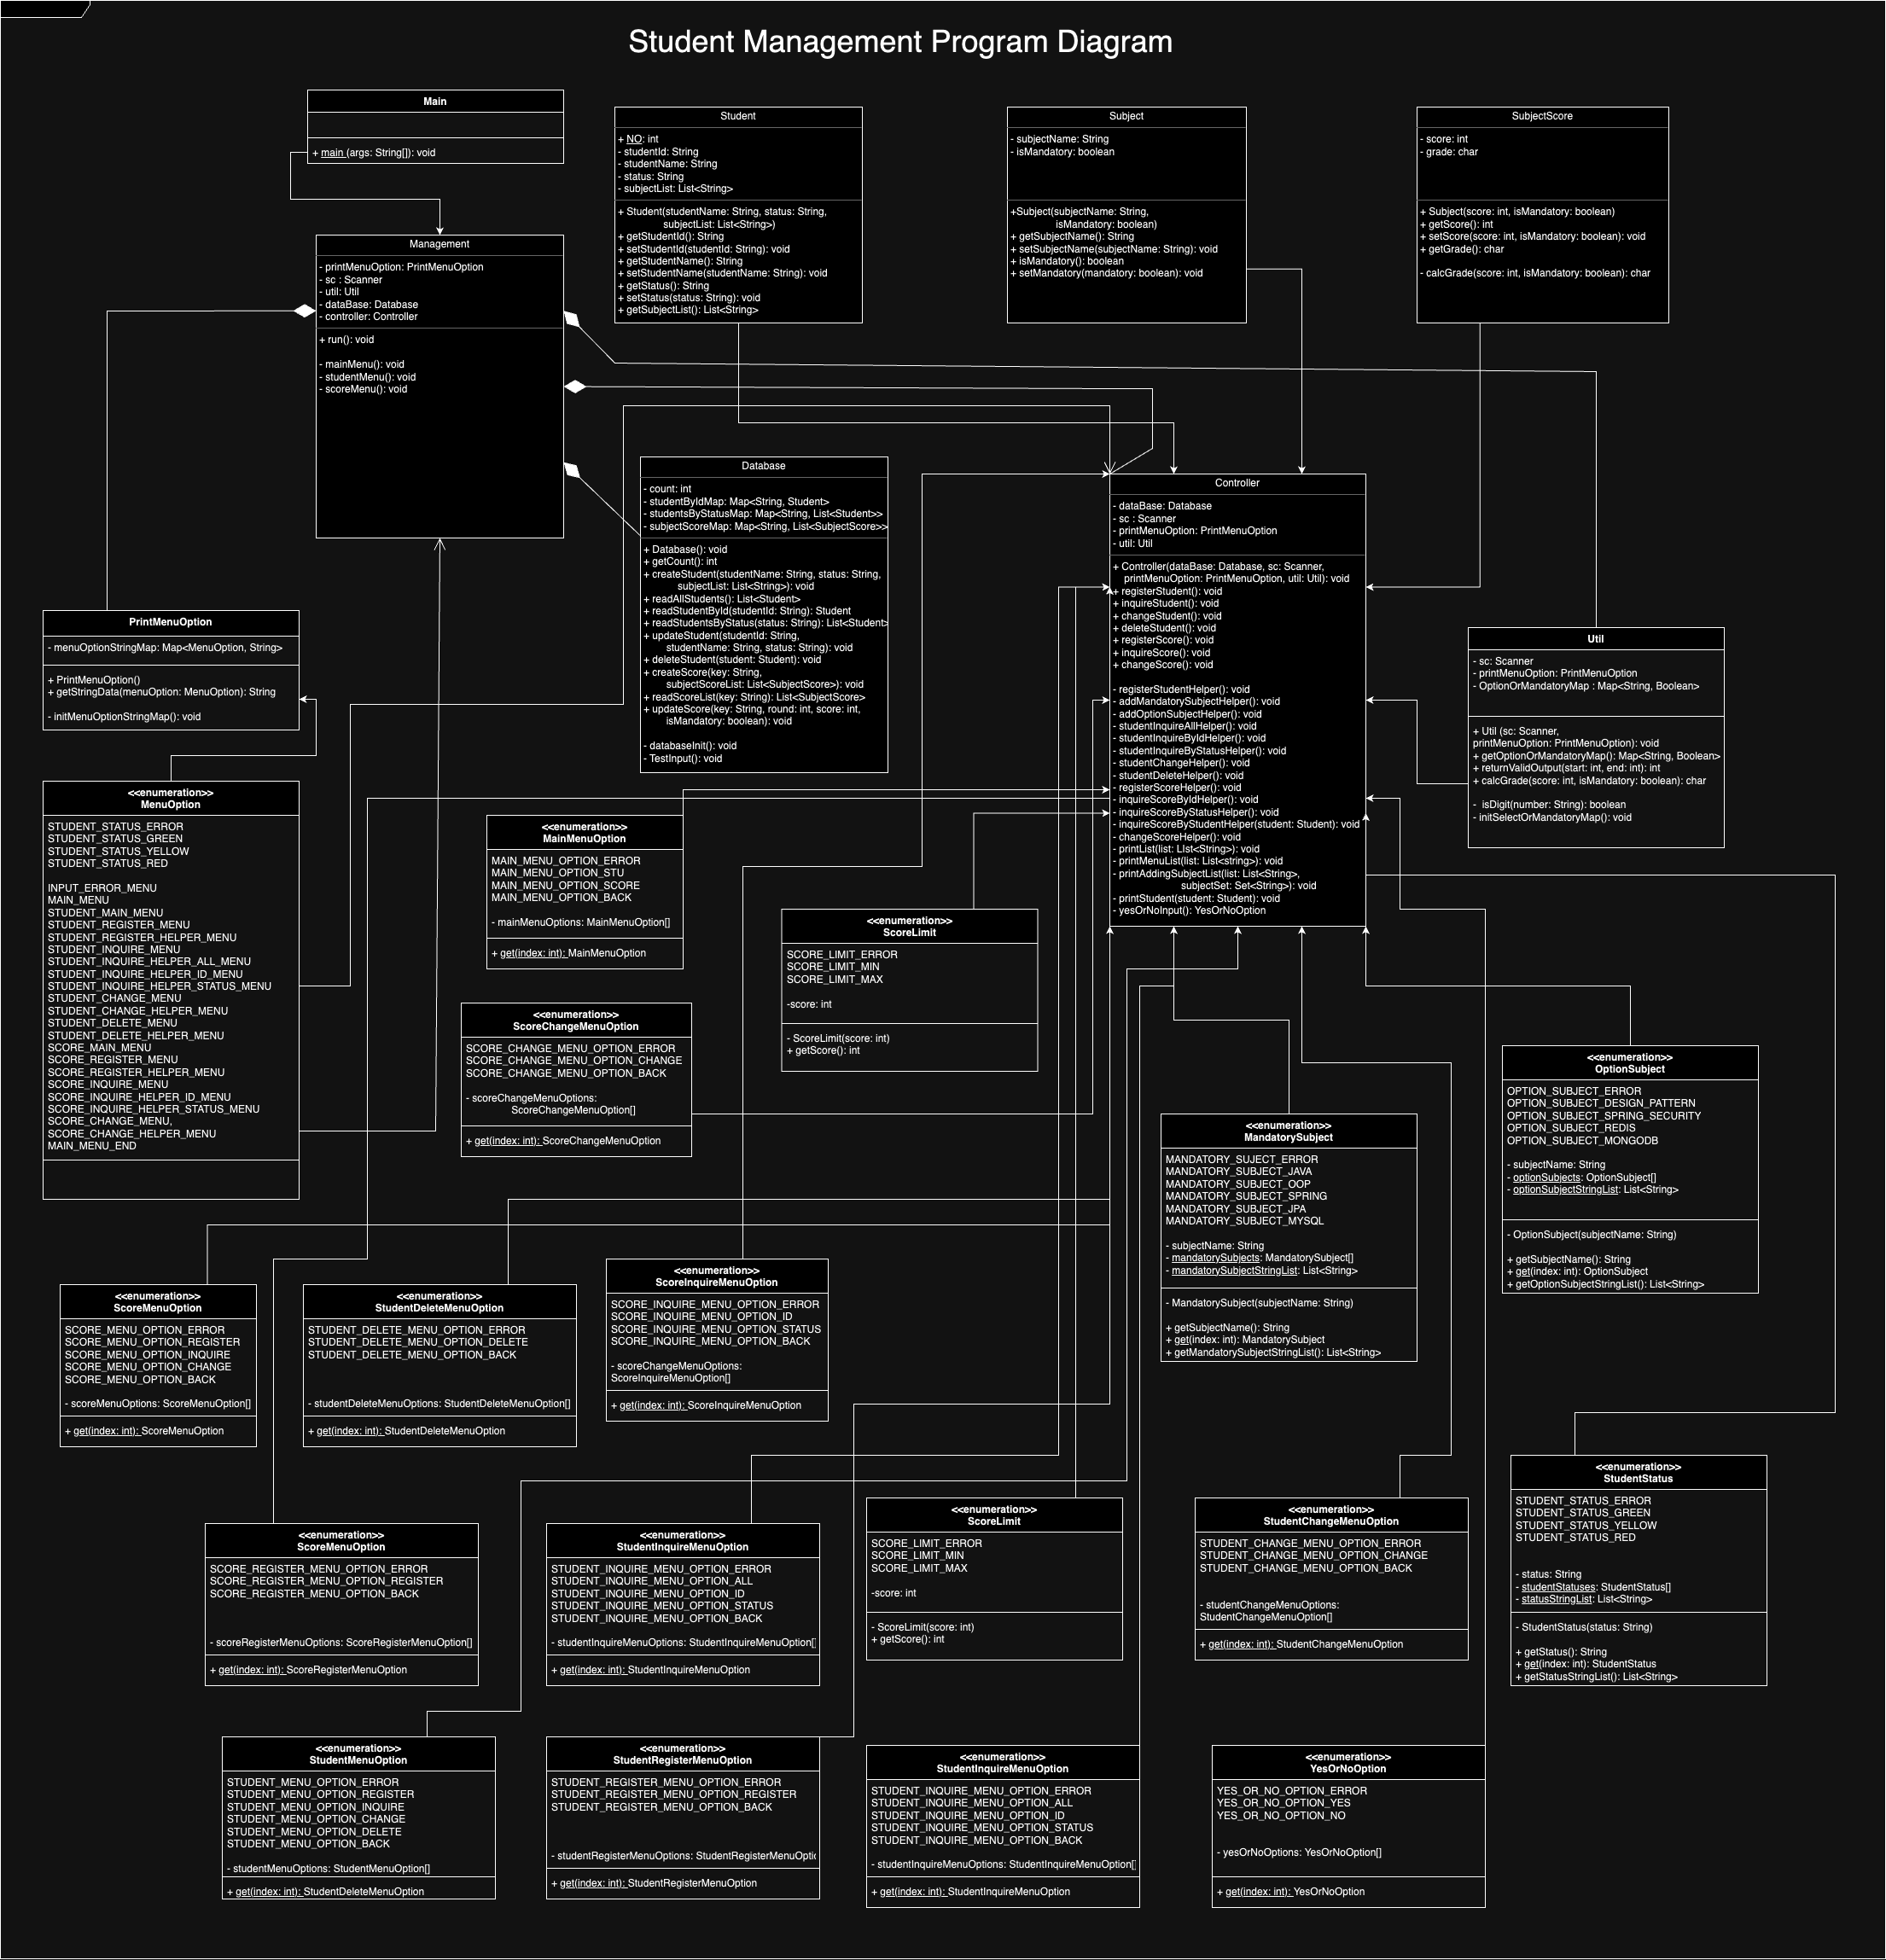 Student Management Program Diagram
Main
+ main (args: String[]): void
Student
+ NO: int
- studentId: String
- studentName: String
- status: String
- subjectList: List<String>
+ Student(studentName: String, status: String,
subjectList: List<String>)
+ getStudentId(): String
+ setStudentId(studentId: String): void
+ getStudentName(): String
+ setStudentName(studentName: String): void
+ getStatus(): String
+ setStatus(status: String): void
+ getSubjectList(): List<String>
Subject
- subjectName: String
- isMandatory: boolean
+Subject(subjectName: String,
isMandatory: boolean)
+ getSubjectName(): String
+ setSubjectName(subjectName: String): void
+ isMandatory(): boolean
+ setMandatory(mandatory: boolean): void
SubjectScore
- score: int
- grade: char
+ Subject(score: int, isMandatory: boolean)
+ getScore(): int
+ setScore(score: int, isMandatory: boolean): void
+ getGrade(): char
- calcGrade(score: int, isMandatory: boolean): char
Management
- printMenuOption: PrintMenuOption
- sc : Scanner
- util: Util
- dataBase: Database
- controller: Controller
+ run(): void
- mainMenu(): void
- studentMenu(): void
- scoreMenu(): void
Database
- count: int
- studentByIdMap: Map<String, Student>
- studentsByStatusMap: Map<String, List<Student>>
- subjectScoreMap: Map<String, List<SubjectScore>>
+ Database(): void
+ getCount(): int
+ createStudent(studentName: String, status: String,
subjectList: List<String>): void
+ readAllStudents(): List<Student>
+ readStudentById(studentId: String): Student
+ readStudentsByStatus(status: String): List<Student>
+ updateStudent(studentId: String,
studentName: String, status: String): void
+ deleteStudent(student: Student): void
+ createScore(key: String,
subjectScoreList: List<SubjectScore>): void
+ readScoreList(key: String): List<SubjectScore>
+ updateScore(key: String, round: int, score: int,
isMandatory: boolean): void
- databaseInit(): void
- TestInput(): void
Controller
- dataBase: Database
- sc : Scanner
- printMenuOption: PrintMenuOption
- util: Util
+ Controller(dataBase: Database, sc: Scanner,
printMenuOption: PrintMenuOption, util: Util): void
+ registerStudent(): void
+ inquireStudent(): void
+ changeStudent(): void
+ deleteStudent(): void
+ registerScore(): void
+ inquireScore(): void
+ changeScore(): void
- registerStudentHelper(): void
- addMandatorySubjectHelper(): void
- addOptionSubjectHelper(): void
- studentInquireAllHelper(): void
- studentInquireByIdHelper(): void
- studentInquireByStatusHelper(): void
- studentChangeHelper(): void
- studentDeleteHelper(): void
- registerScoreHelper(): void
- inquireScoreByIdHelper(): void
- inquireScoreByStatusHelper(): void
- inquireScoreByStudentHelper(student: Student): void
- changeScoreHelper(): void
- printList(list: LIst<String>): void
- printMenuList(list: List<string>): void
- printAddingSubjectList(list: List<String>,
subjectSet: Set<String>): void
- printStudent(student: Student): void
- yesOrNoInput(): YesOrNoOption
PrintMenuOption
- menuOptionStringMap: Map<MenuOption, String>
+ PrintMenuOption()
+ getStringData(menuOption: MenuOption): String
- initMenuOptionStringMap(): void
Util
- sc: Scanner
- printMenuOption: PrintMenuOption
- OptionOrMandatoryMap : Map<String, Boolean>
+ Util (sc: Scanner,
printMenuOption: PrintMenuOption): void
+ getOptionOrMandatoryMap(): Map<String, Boolean>
+ returnValidOutput(start: int, end: int): int
+ calcGrade(score: int, isMandatory: boolean): char
- isDigit(number: String): boolean
- initSelectOrMandatoryMap(): void
<<enumeration>>
MenuOption
STUDENT_STATUS_ERROR
STUDENT_STATUS_GREEN
STUDENT_STATUS_YELLOW
STUDENT_STATUS_RED
INPUT_ERROR_MENU
MAIN_MENU
STUDENT_MAIN_MENU
STUDENT_REGISTER_MENU
STUDENT_REGISTER_HELPER_MENU
STUDENT_INQUIRE_MENU
STUDENT_INQUIRE_HELPER_ALL_MENU
STUDENT_INQUIRE_HELPER_ID_MENU
STUDENT_INQUIRE_HELPER_STATUS_MENU
STUDENT_CHANGE_MENU
STUDENT_CHANGE_HELPER_MENU
STUDENT_DELETE_MENU
STUDENT_DELETE_HELPER_MENU
SCORE_MAIN_MENU
SCORE_REGISTER_MENU
SCORE_REGISTER_HELPER_MENU
SCORE_INQUIRE_MENU
SCORE_INQUIRE_HELPER_ID_MENU
SCORE_INQUIRE_HELPER_STATUS_MENU
SCORE_CHANGE_MENU,
SCORE_CHANGE_HELPER_MENU
MAIN_MENU_END
<<enumeration>>
MainMenuOption
MAIN_MENU_OPTION_ERROR
MAIN_MENU_OPTION_STU
MAIN_MENU_OPTION_SCORE
MAIN_MENU_OPTION_BACK
- mainMenuOptions: MainMenuOption[]
+ get(index: int): MainMenuOption
<<enumeration>>
ScoreLimit
SCORE_LIMIT_ERROR
SCORE_LIMIT_MIN
SCORE_LIMIT_MAX
-score: int
- ScoreLimit(score: int)
+ getScore(): int
<<enumeration>>
ScoreChangeMenuOption
SCORE_CHANGE_MENU_OPTION_ERROR
SCORE_CHANGE_MENU_OPTION_CHANGE
SCORE_CHANGE_MENU_OPTION_BACK
- scoreChangeMenuOptions:
ScoreChangeMenuOption[]
+ get(index: int): ScoreChangeMenuOption
<<enumeration>>
OptionSubject
OPTION_SUBJECT_ERROR
OPTION_SUBJECT_DESIGN_PATTERN
OPTION_SUBJECT_SPRING_SECURITY
OPTION_SUBJECT_REDIS
OPTION_SUBJECT_MONGODB
- subjectName: String
- optionSubjects: OptionSubject[]
- optionSubjectStringList: List<String>
- OptionSubject(subjectName: String)
+ getSubjectName(): String
+ get(index: int): OptionSubject
+ getOptionSubjectStringList(): List<String>
<<enumeration>>
MandatorySubject
MANDATORY_SUJECT_ERROR
MANDATORY_SUBJECT_JAVA
MANDATORY_SUBJECT_OOP
MANDATORY_SUBJECT_SPRING
MANDATORY_SUBJECT_JPA
MANDATORY_SUBJECT_MYSQL
- subjectName: String
- mandatorySubjects: MandatorySubject[]
- mandatorySubjectStringList: List<String>
- MandatorySubject(subjectName: String)
+ getSubjectName(): String
+ get(index: int): MandatorySubject
+ getMandatorySubjectStringList(): List<String>
<<enumeration>>
ScoreMenuOption
SCORE_MENU_OPTION_ERROR
SCORE_MENU_OPTION_REGISTER
SCORE_MENU_OPTION_INQUIRE
SCORE_MENU_OPTION_CHANGE
SCORE_MENU_OPTION_BACK
- scoreMenuOptions: ScoreMenuOption[]
+ get(index: int): ScoreMenuOption
<<enumeration>>
StudentDeleteMenuOption
STUDENT_DELETE_MENU_OPTION_ERROR
STUDENT_DELETE_MENU_OPTION_DELETE
STUDENT_DELETE_MENU_OPTION_BACK
- studentDeleteMenuOptions: StudentDeleteMenuOption[]
+ get(index: int): StudentDeleteMenuOption
<<enumeration>>
ScoreInquireMenuOption
SCORE_INQUIRE_MENU_OPTION_ERROR
SCORE_INQUIRE_MENU_OPTION_ID
SCORE_INQUIRE_MENU_OPTION_STATUS
SCORE_INQUIRE_MENU_OPTION_BACK
- scoreChangeMenuOptions:
ScoreInquireMenuOption[]
+ get(index: int): ScoreInquireMenuOption
<<enumeration>>
ScoreMenuOption
SCORE_REGISTER_MENU_OPTION_ERROR
SCORE_REGISTER_MENU_OPTION_REGISTER
SCORE_REGISTER_MENU_OPTION_BACK
- scoreRegisterMenuOptions: ScoreRegisterMenuOption[]
+ get(index: int): ScoreRegisterMenuOption
<<enumeration>>
StudentInquireMenuOption
STUDENT_INQUIRE_MENU_OPTION_ERROR
STUDENT_INQUIRE_MENU_OPTION_ALL
STUDENT_INQUIRE_MENU_OPTION_ID
STUDENT_INQUIRE_MENU_OPTION_STATUS
STUDENT_INQUIRE_MENU_OPTION_BACK
- studentInquireMenuOptions: StudentInquireMenuOption[]
+ get(index: int): StudentInquireMenuOption
<<enumeration>>
ScoreLimit
SCORE_LIMIT_ERROR
SCORE_LIMIT_MIN
SCORE_LIMIT_MAX
-score: int
- ScoreLimit(score: int)
+ getScore(): int
<<enumeration>>
StudentChangeMenuOption
STUDENT_CHANGE_MENU_OPTION_ERROR
STUDENT_CHANGE_MENU_OPTION_CHANGE
STUDENT_CHANGE_MENU_OPTION_BACK
- studentChangeMenuOptions:
StudentChangeMenuOption[]
+ get(index: int): StudentChangeMenuOption
<<enumeration>>
StudentStatus
STUDENT_STATUS_ERROR
STUDENT_STATUS_GREEN
STUDENT_STATUS_YELLOW
STUDENT_STATUS_RED
- status: String
- studentStatuses: StudentStatus[]
- statusStringList: List<String>
- StudentStatus(status: String)
+ getStatus(): String
+ get(index: int): StudentStatus
+ getStatusStringList(): List<String>
<<enumeration>>
StudentMenuOption
STUDENT_MENU_OPTION_ERROR
STUDENT_MENU_OPTION_REGISTER
STUDENT_MENU_OPTION_INQUIRE
STUDENT_MENU_OPTION_CHANGE
STUDENT_MENU_OPTION_DELETE
STUDENT_MENU_OPTION_BACK
- studentMenuOptions: StudentMenuOption[]
+ get(index: int): StudentDeleteMenuOption
<<enumeration>>
StudentRegisterMenuOption
STUDENT_REGISTER_MENU_OPTION_ERROR
STUDENT_REGISTER_MENU_OPTION_REGISTER
STUDENT_REGISTER_MENU_OPTION_BACK
- studentRegisterMenuOptions: StudentRegisterMenuOptio
+ get(index: int): StudentRegisterMenuOption
<<enumeration>>
StudentInquireMenuOption
STUDENT_INQUIRE_MENU_OPTION_ERROR
STUDENT_INQUIRE_MENU_OPTION_ALL
STUDENT_INQUIRE_MENU_OPTION_ID
STUDENT_INQUIRE_MENU_OPTION_STATUS
STUDENT_INQUIRE_MENU_OPTION_BACK
- studentInquireMenuOptions: StudentInquireMenuOption[]
+ get(index: int): StudentInquireMenuOption
<<enumeration>>
YesOrNoOption
YES_OR_NO_OPTION_ERROR
YES_OR_NO_OPTION_YES
YES_OR_NO_OPTION_NO
- yesOrNoOptions: YesOrNoOption[]
+ get(index: int): YesOrNoOption